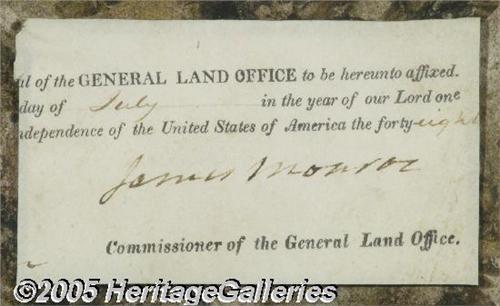 al of the GENERAL LAND OFFICE to be hereunto affixed.
day of July in the year of our Lord one
ndependence of the United States of America the forty-eight
James Monroe
Commissioner of the General Land Office.
©2005 HeritageGalleries